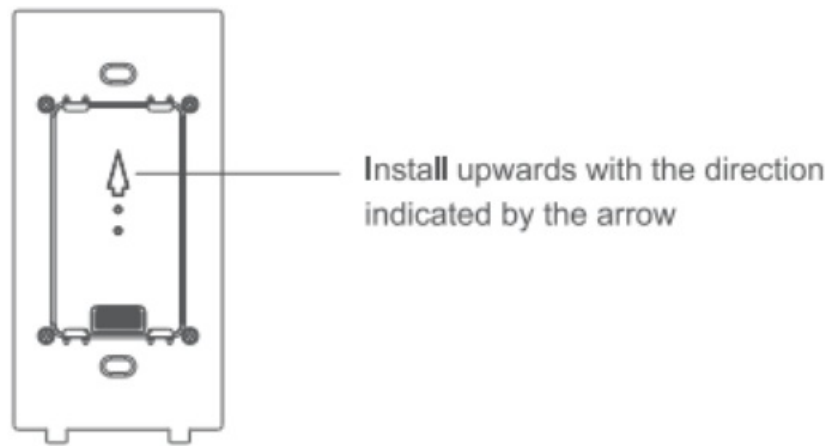 Install upwards with the direction
indicated by the arrow